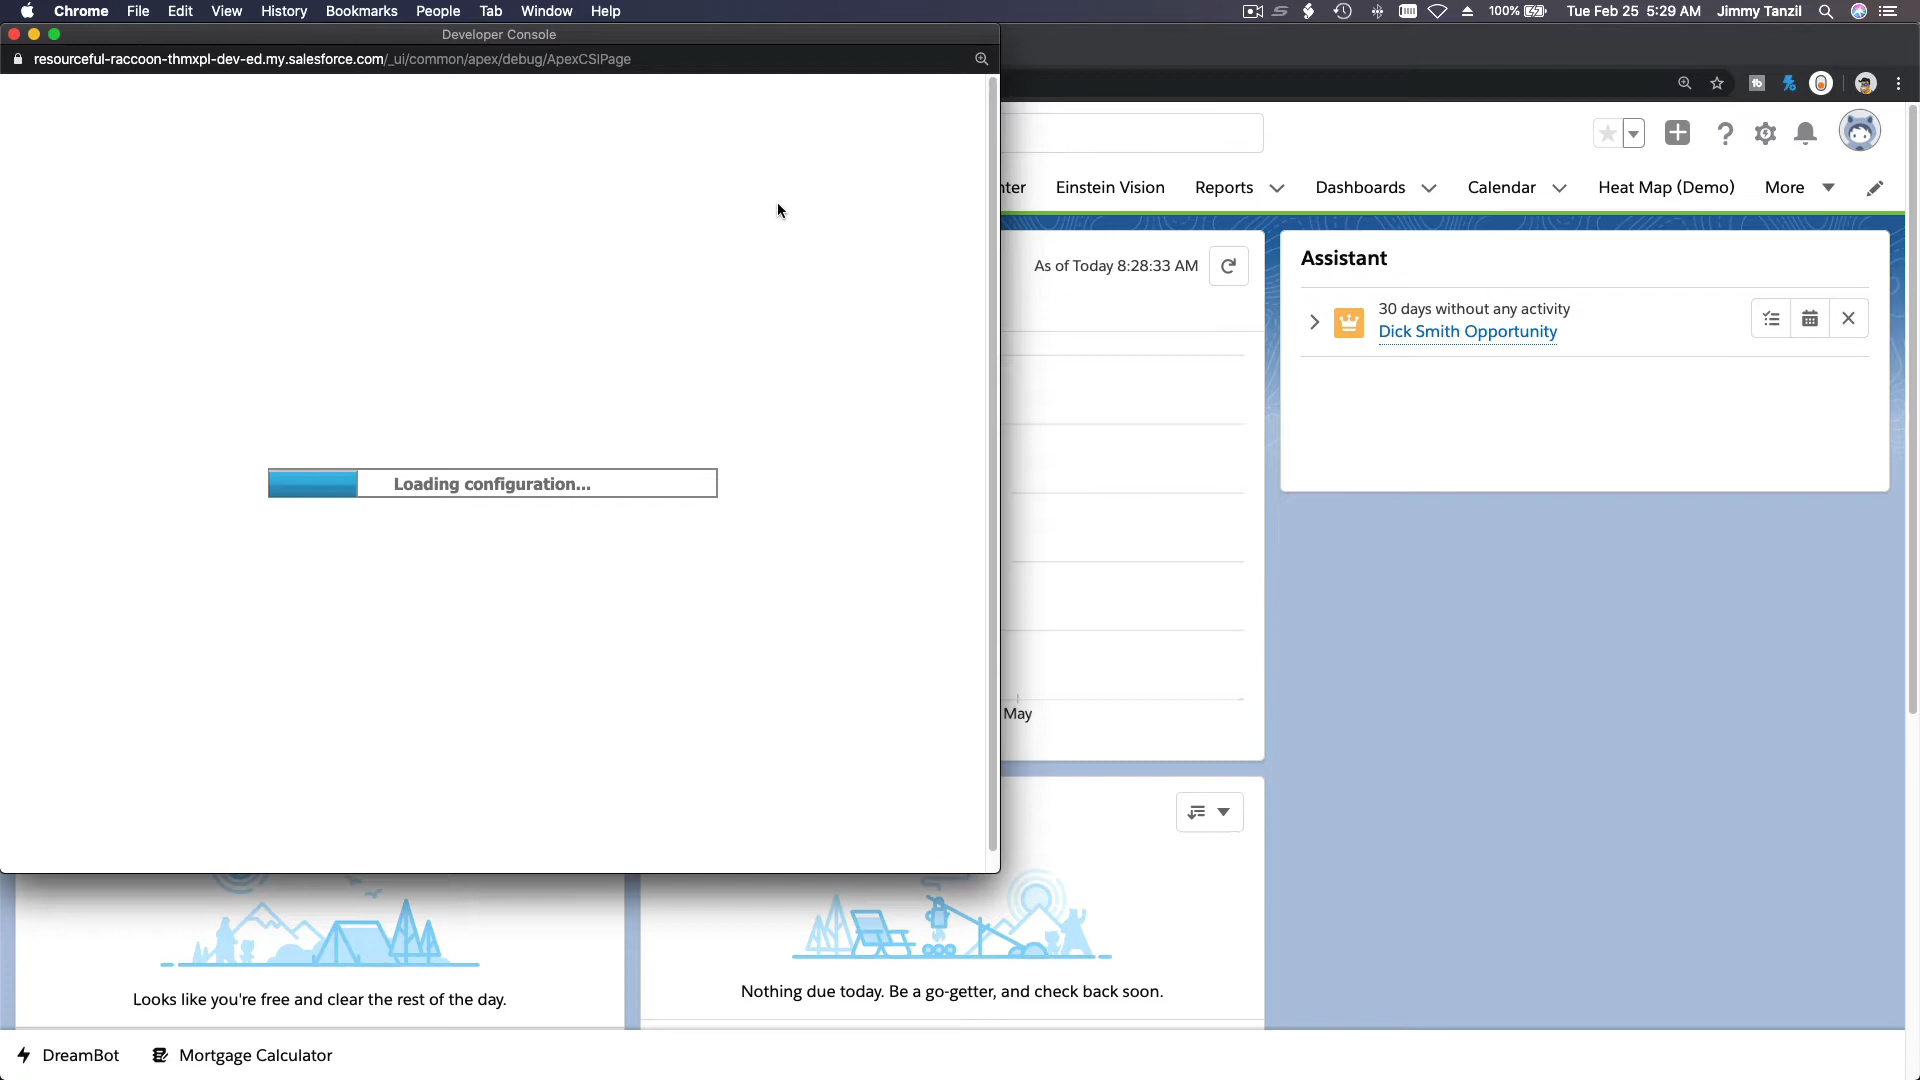 Chrome File Edit View History Bookmarks People Tab Window Help 100% Tue Feb 25 5:29 AM Jimmy Tanzil
Developer Console
resourceful-raccoon-thmxpl-dev-ed.my.salesforce.com/_ui/common/apex/debug/ApexCSIPage
nter Einstein Vision Reports Dashboards Calendar Heat Map (Demo) More
As of Today 8:28:33 AM
Assistant
30 days without any activity
Dick Smith Opportunity
Loading configuration...
May
Looks like you're free and clear the rest of the day.
Nothing due today. Be a go-getter, and check back soon.
DreamBot Mortgage Calculator